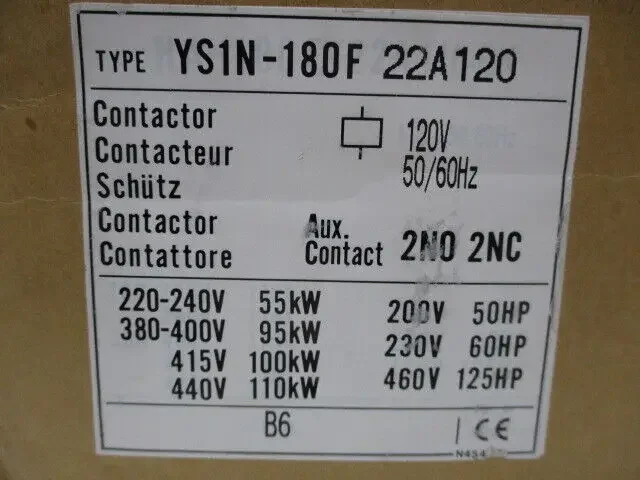 TYPE YS1N-180F 22A120
Contactor
Contacteur
Schütz
Contactor
Contattore
120V
50/60Hz
Aux.
Contact 2NO 2NC
220-240V 55kW
380-400V 95kW
415V 100kW
440V 110kW
200V 50HP
230V 60HP
460V 125HP
B6
CE
N454